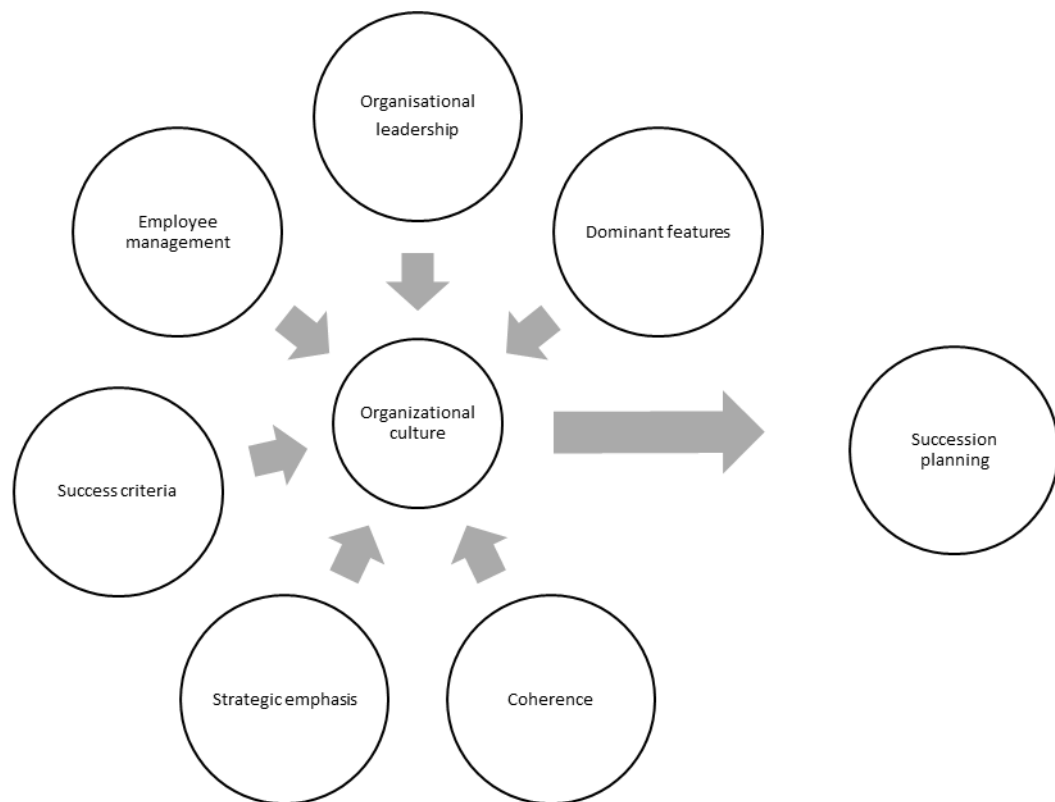 Organisational
leadership
Employee
management
Dominant features
Organizational
culture
Succession
planning
Success criteria
Strategic emphasis
Coherence